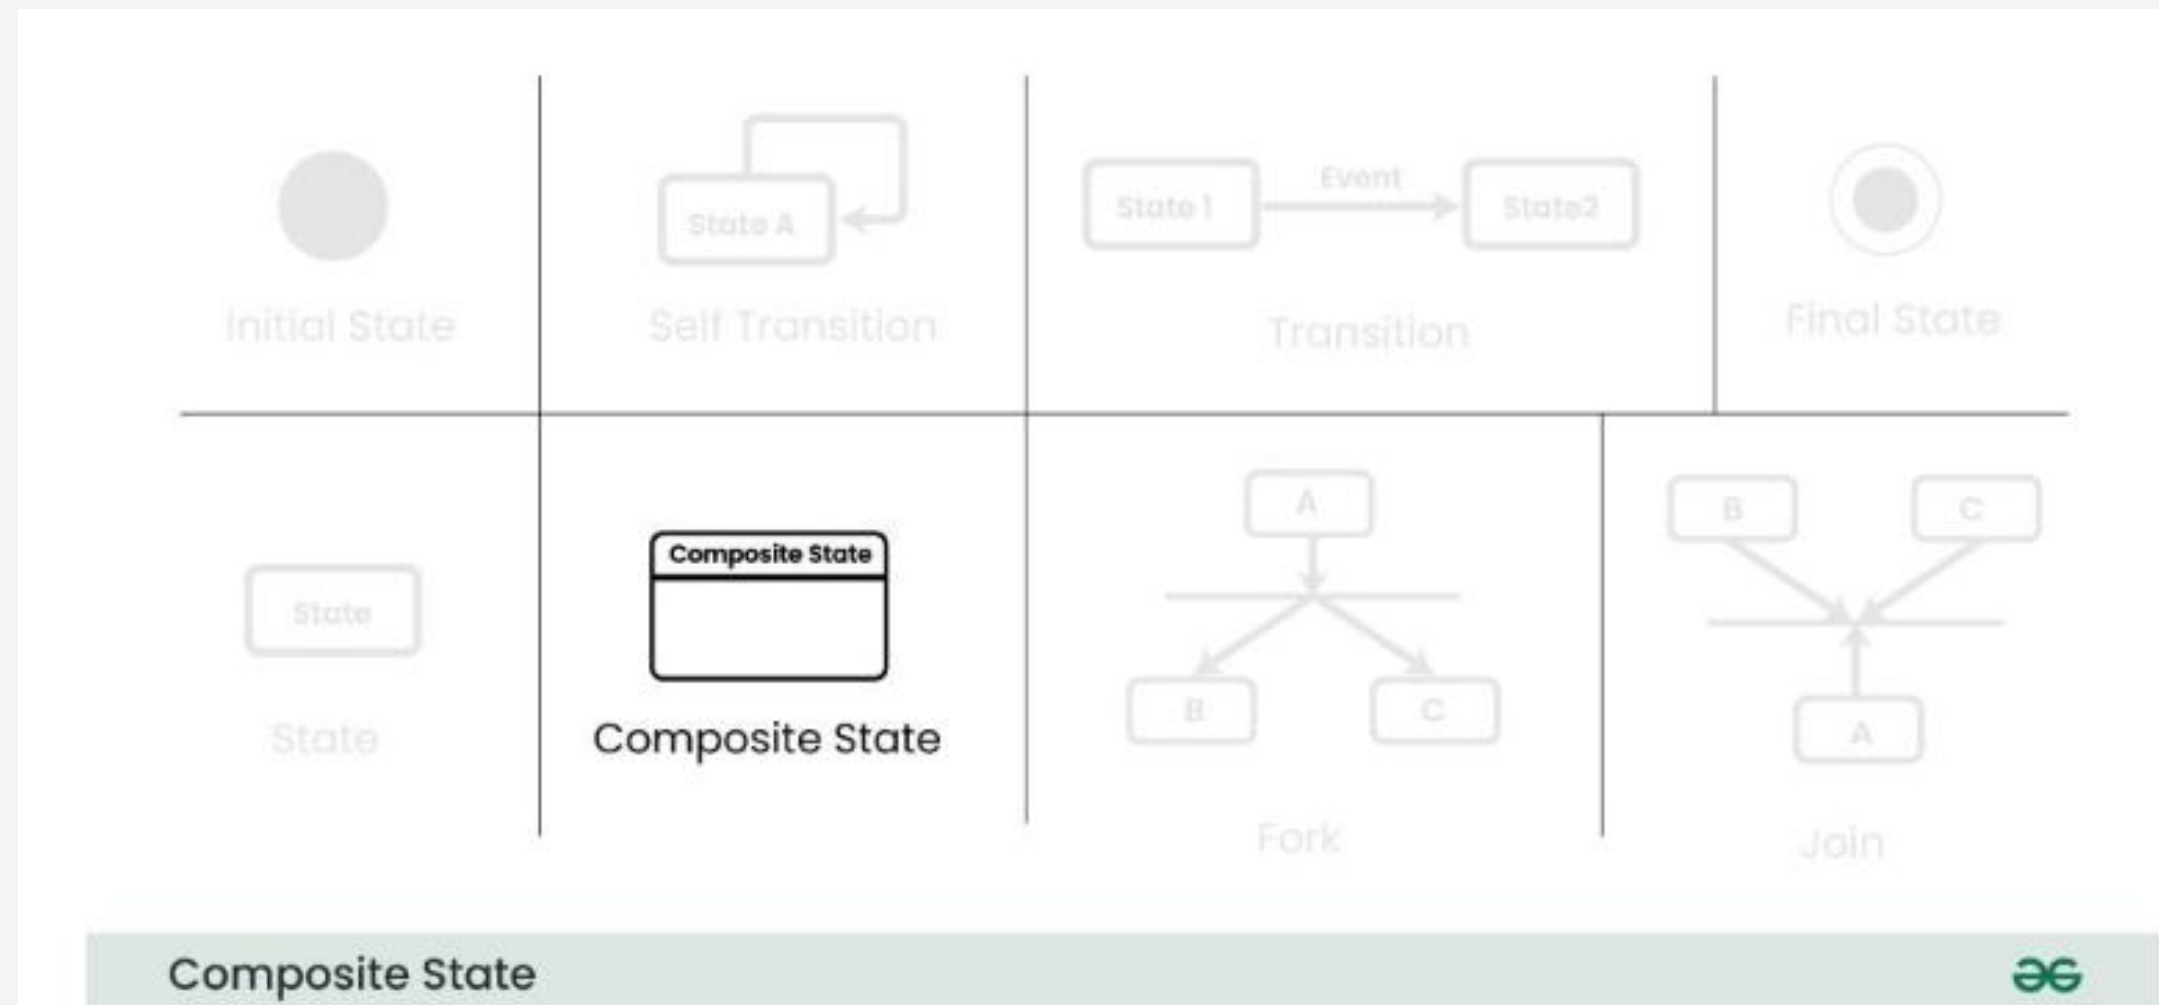 State A
Event
State 1
State2
Initial State
Self Transition
Transition
Final State
State
State
Composite State
Composite State
A
B
C
Fork
B
C
A
Join
Composite State